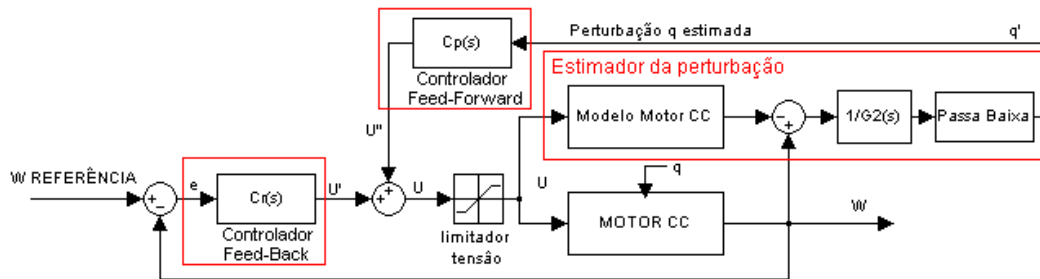 Cp(s)
Controlador
Feed-Forward
Perturbação q estimada
q'
Estimador da perturbação
Modelo Motor CC
−
+
1/G2(s)
Passa Baixa
U"
W REFERÊNCIA
+
−
e
Cr(s)
Controlador
Feed-Back
U'
+
+
U
limitador
tensão
U
q
MOTOR CC
W